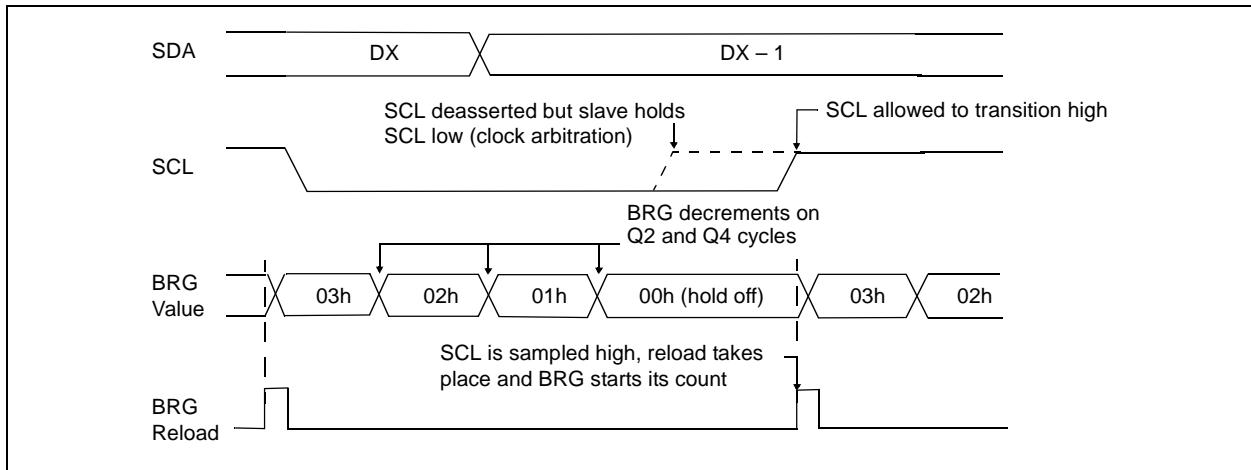 SDA
DX
DX – 1
SCL deasserted but slave holds
SCL low (clock arbitration)
SCL allowed to transition high
SCL
BRG decrements on
Q2 and Q4 cycles
BRG
Value
03h
02h
01h
00h (hold off)
03h
02h
SCL is sampled high, reload takes
place and BRG starts its count
BRG
Reload